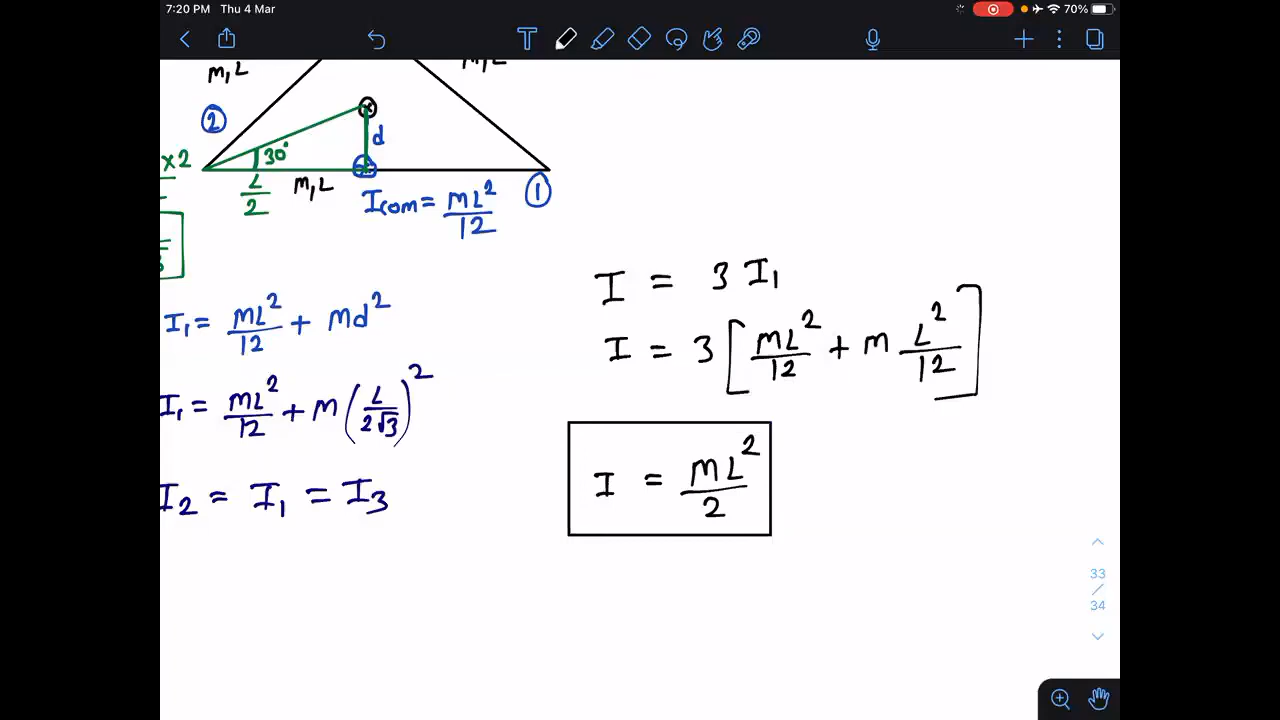 7:20 PM Thu 4 Mar
70%
T
m, L
m, L
2
x
d
×2
30°
L/2
m, L
Icom = mL²/12
1
I₁ = mL²/12 + md²
I₁ = mL²/12 + m(L/2√3)²
I₂ = I₁ = I₃
I = 3 I₁
I = 3[mL²/12 + m L²/12]
I = mL²/2
33
/
34